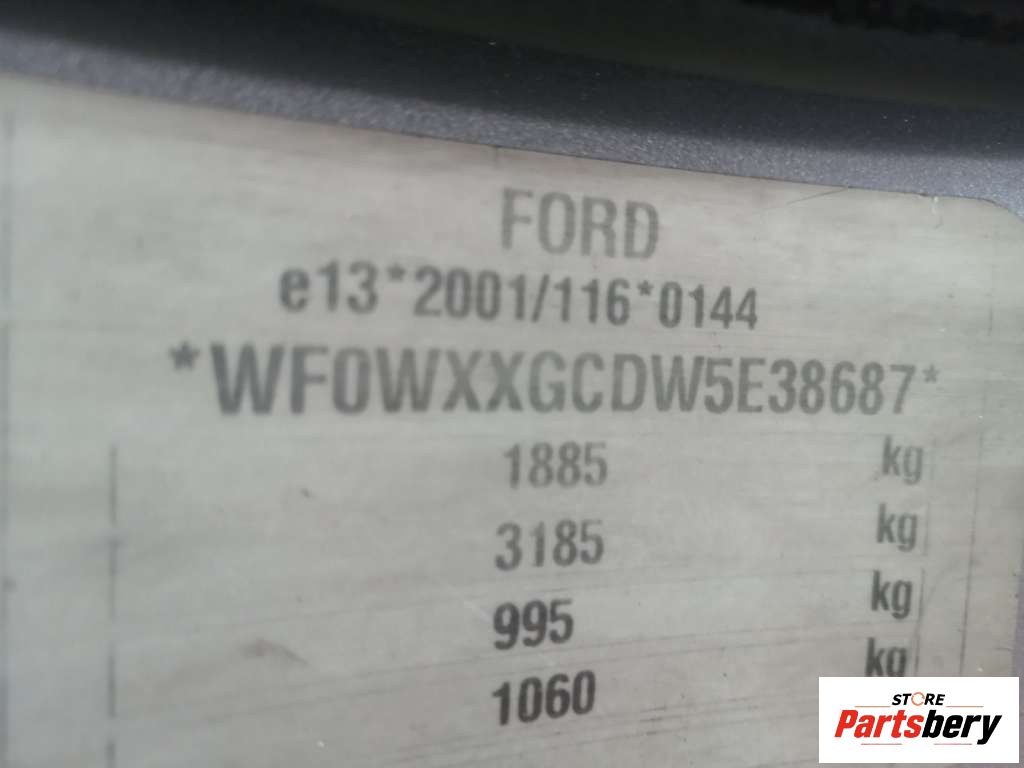 FORD
e13*2001/116*0144
*WF0WXXGCDW5E38687*
1885 kg
3185 kg
995 kg
1060 kg
STORE
Partsbery